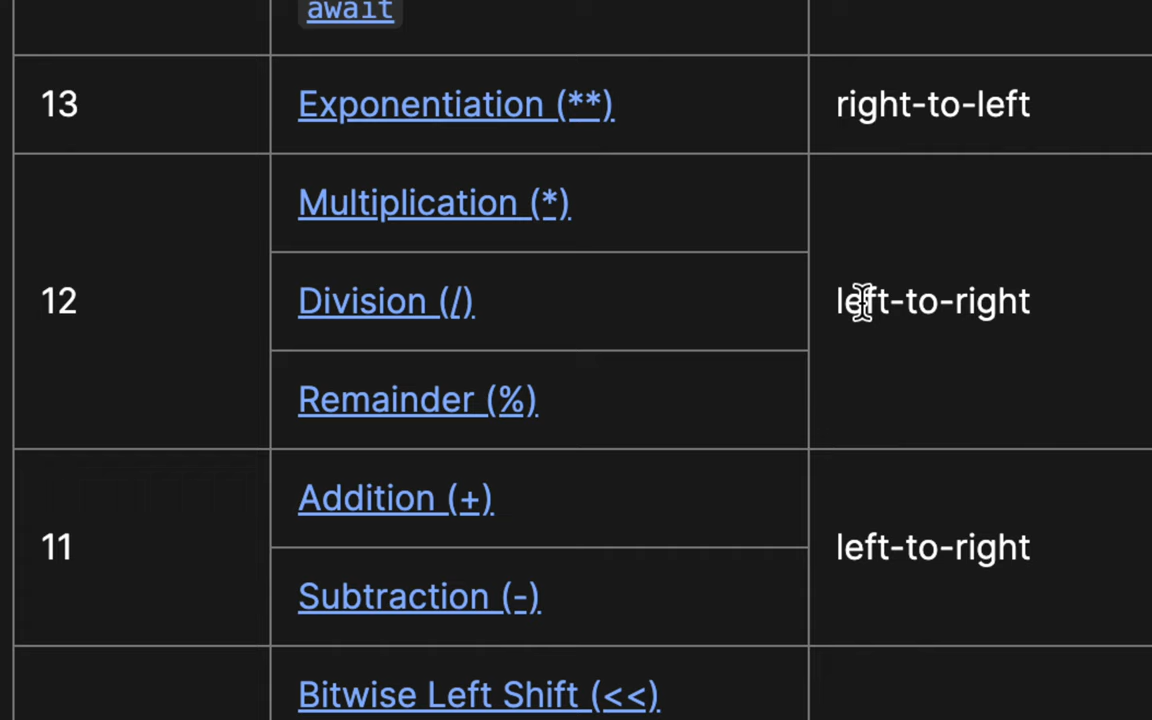 await
13 Exponentiation (**) right-to-left
Multiplication (*)
12 Division (/) left-to-right
Remainder (%)
Addition (+)
11 left-to-right
Subtraction (-)
Bitwise Left Shift (<<)